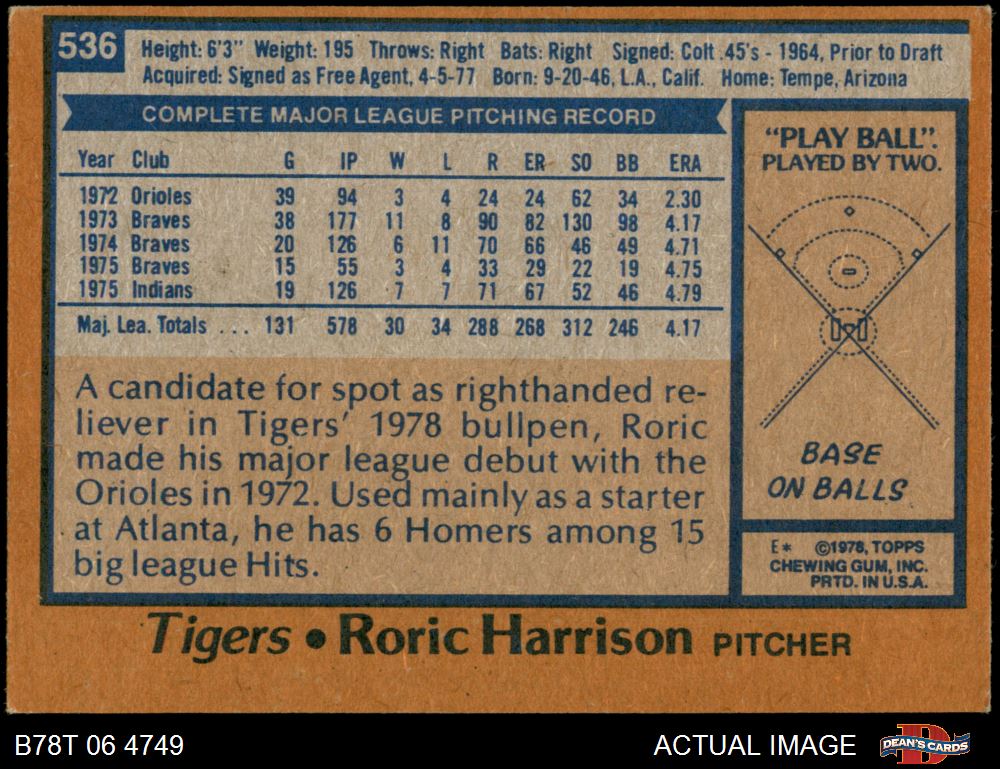 536
Height: 6'3" Weight: 195 Throws: Right Bats: Right Signed: Colt .45's - 1964, Prior to Draft
Acquired: Signed as Free Agent, 4-5-77 Born: 9-20-46, L.A., Calif. Home: Tempe, Arizona
COMPLETE MAJOR LEAGUE PITCHING RECORD
Year Club G IP W L R ER SO BB ERA
1972 Orioles 39 94 3 4 24 24 62 34 2.30
1973 Braves 38 177 11 8 90 82 130 98 4.17
1974 Braves 20 126 6 11 70 66 46 49 4.71
1975 Braves 15 55 3 4 33 29 22 19 4.75
1975 Indians 19 126 7 7 71 67 52 46 4.79
Maj. Lea. Totals ... 131 578 30 34 288 268 312 246 4.17
A candidate for spot as righthanded re-
liever in Tigers' 1978 bullpen, Roric
made his major league debut with the
Orioles in 1972. Used mainly as a starter
at Atlanta, he has 6 Homers among 15
big league Hits.
"PLAY BALL".
PLAYED BY TWO.
BASE
ON BALLS
E* ©1978, TOPPS
CHEWING GUM, INC.
PRTD. IN U.S.A.
Tigers • Roric Harrison PITCHER
B78T 06 4749
ACTUAL IMAGE
D
DEAN'S CARDS